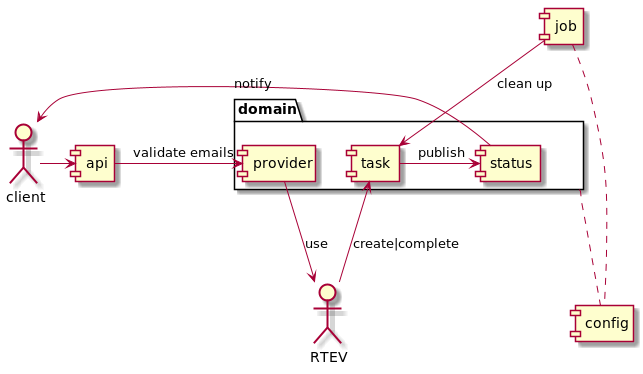 job
notify
clean up
domain
client
api
validate emails
provider
task
publish
status
use
create|complete
config
RTEV